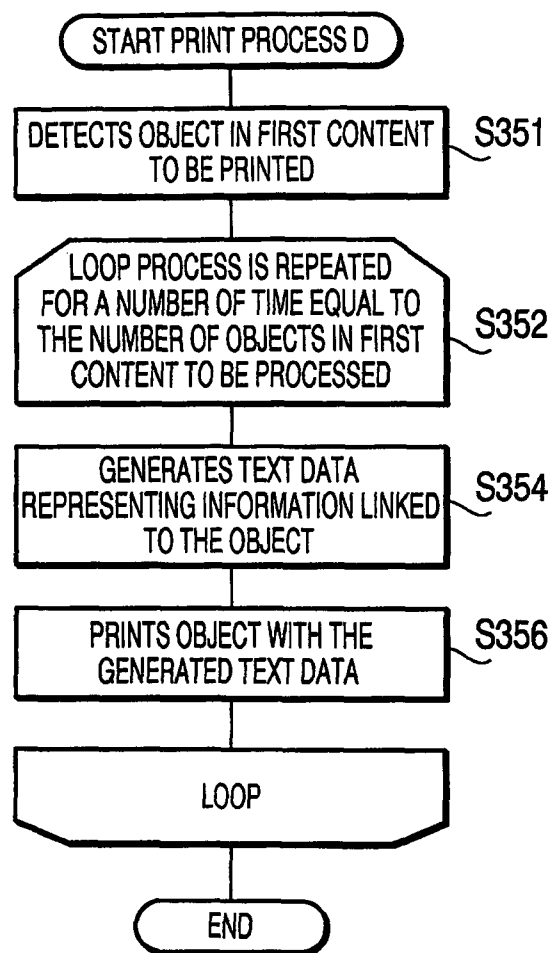 START PRINT PROCESS D
DETECTS OBJECT IN FIRST CONTENT
TO BE PRINTED
S351
LOOP PROCESS IS REPEATED
FOR A NUMBER OF TIME EQUAL TO
THE NUMBER OF OBJECTS IN FIRST
CONTENT TO BE PROCESSED
S352
GENERATES TEXT DATA
REPRESENTING INFORMATION LINKED
TO THE OBJECT
S354
PRINTS OBJECT WITH THE
GENERATED TEXT DATA
S356
LOOP
END